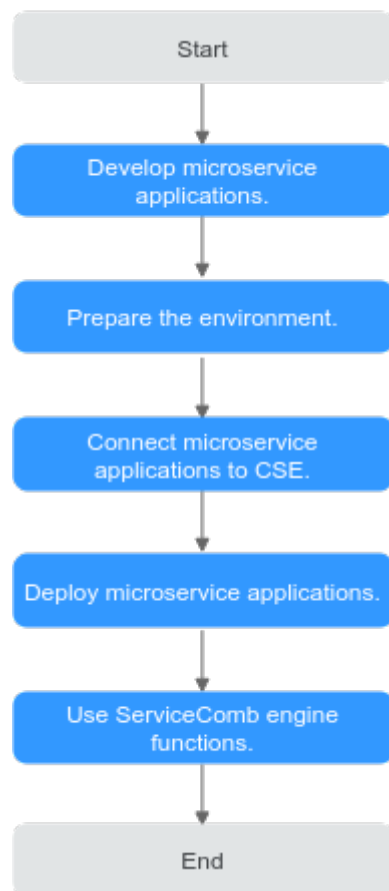 Start
Develop microservice
applications.
Prepare the environment.
Connect microservice
applications to CSE.
Deploy microservice applications.
Use ServiceComb engine
functions.
End